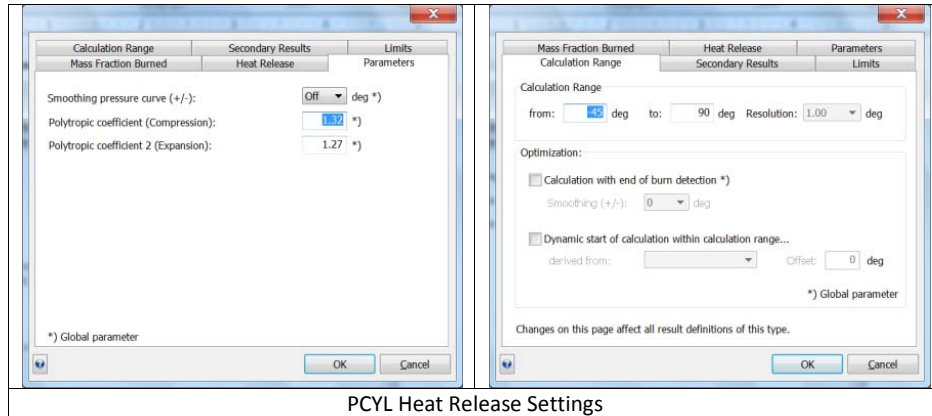 Calculation Range Secondary Results Limits
Mass Fraction Burned Heat Release Parameters
Smoothing pressure curve (+/-): Off deg *)
Polytropic coefficient (Compression): 1.32 *)
Polytropic coefficient 2 (Expansion): 1.27 *)
*) Global parameter
OK Cancel
Mass Fraction Burned Heat Release Parameters
Calculation Range Secondary Results Limits
Calculation Range
from: -45 deg to: 90 deg Resolution: 1.00 deg
Optimization:
Calculation with end of burn detection *)
Smoothing (+/-): 0 deg
Dynamic start of calculation within calculation range...
derived from: Offset: 0 deg
*) Global parameter
Changes on this page affect all result definitions of this type.
OK Cancel
PCYL Heat Release Settings